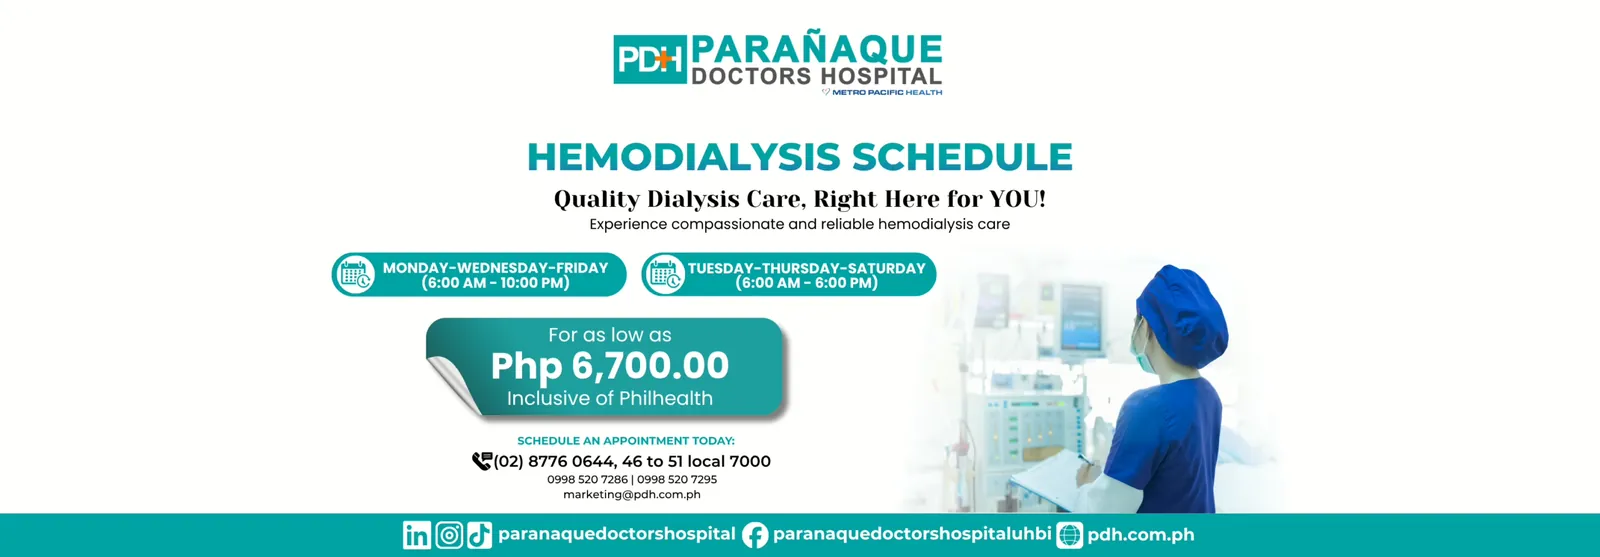 PDH PARAÑAQUE
DOCTORS HOSPITAL
METRO PACIFIC HEALTH
HEMODIALYSIS SCHEDULE
Quality Dialysis Care, Right Here for YOU!
Experience compassionate and reliable hemodialysis care
MONDAY-WEDNESDAY-FRIDAY
(6:00 AM - 10:00 PM)
TUESDAY-THURSDAY-SATURDAY
(6:00 AM - 6:00 PM)
For as low as
Php 6,700.00
Inclusive of Philhealth
SCHEDULE AN APPOINTMENT TODAY:
(02) 8776 0644, 46 to 51 local 7000
0998 520 7286 | 0998 520 7295
marketing@pdh.com.ph
paranaquedoctorshospital paranaquedoctorshospitaluhbi pdh.com.ph